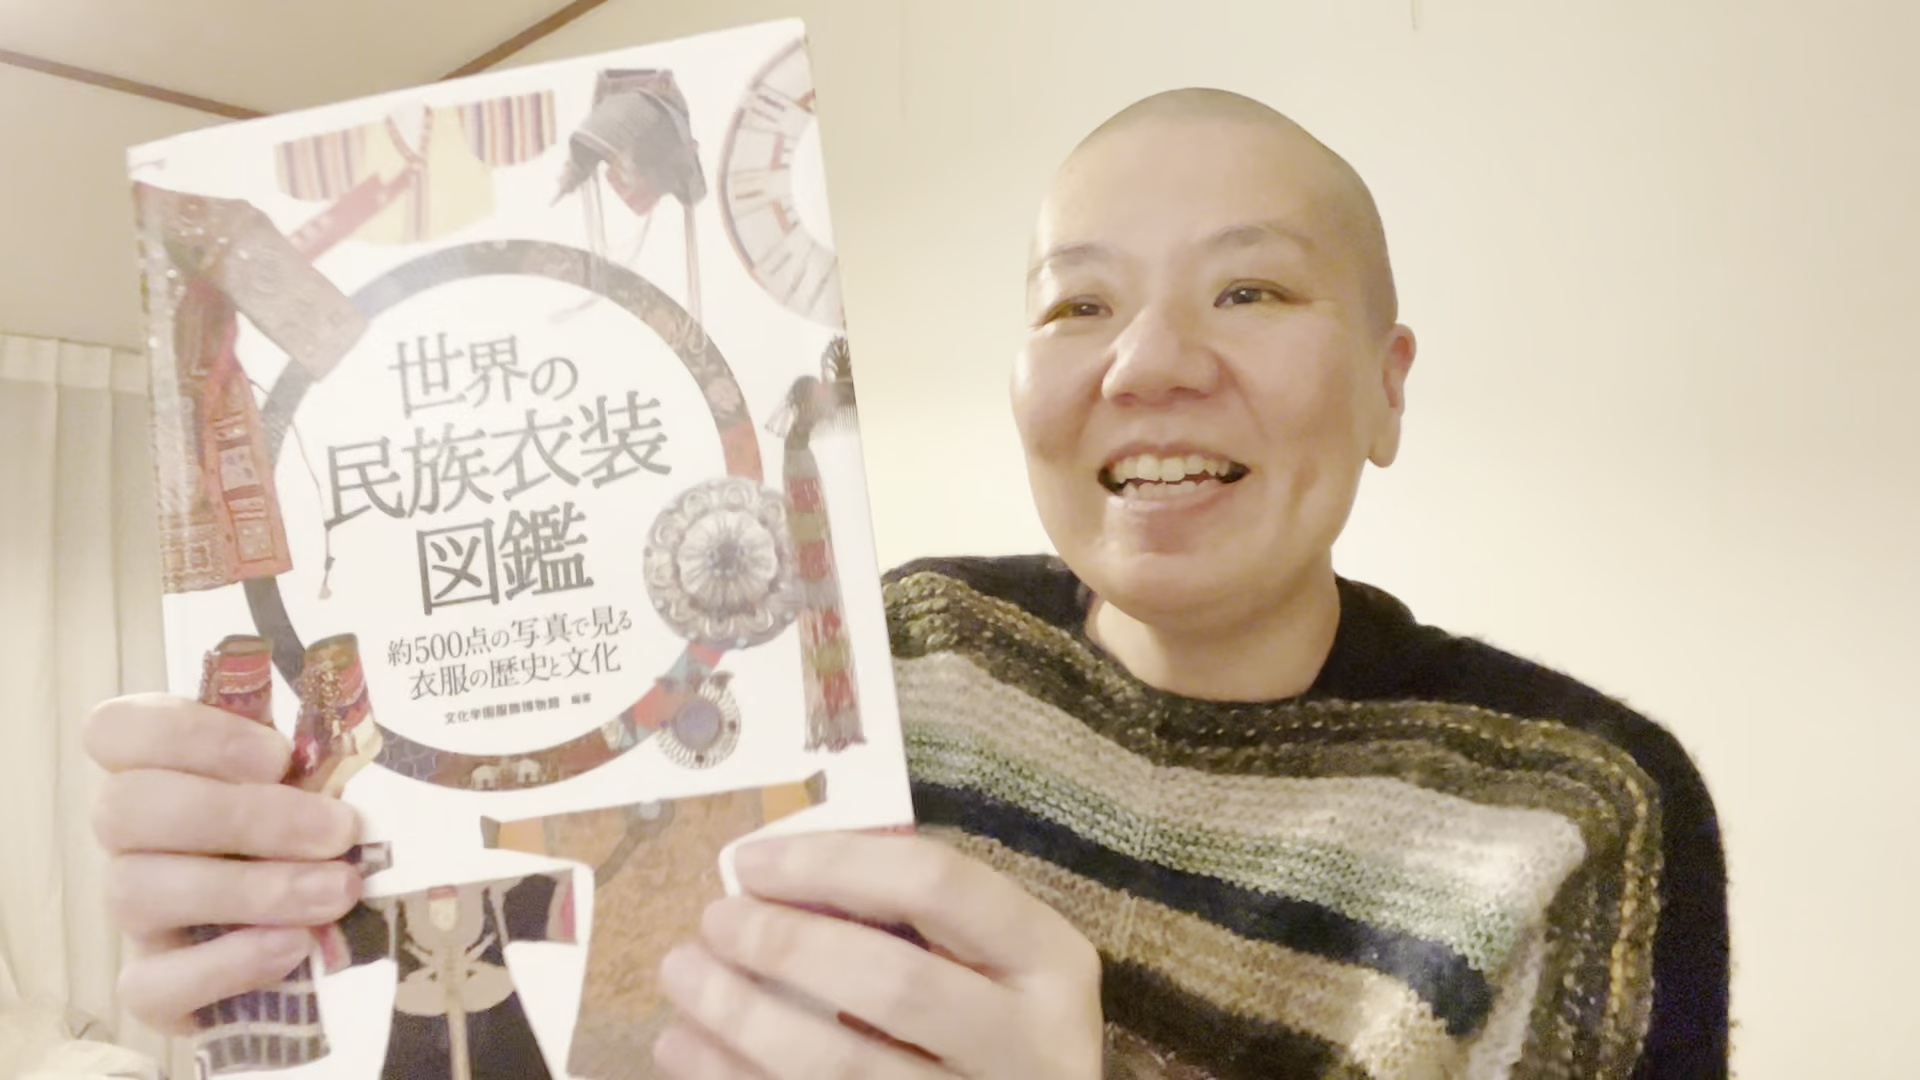 世界の
民族衣装
図鑑
約500点の写真で見る
衣服の歴史と文化
文化学園服飾博物館 編著